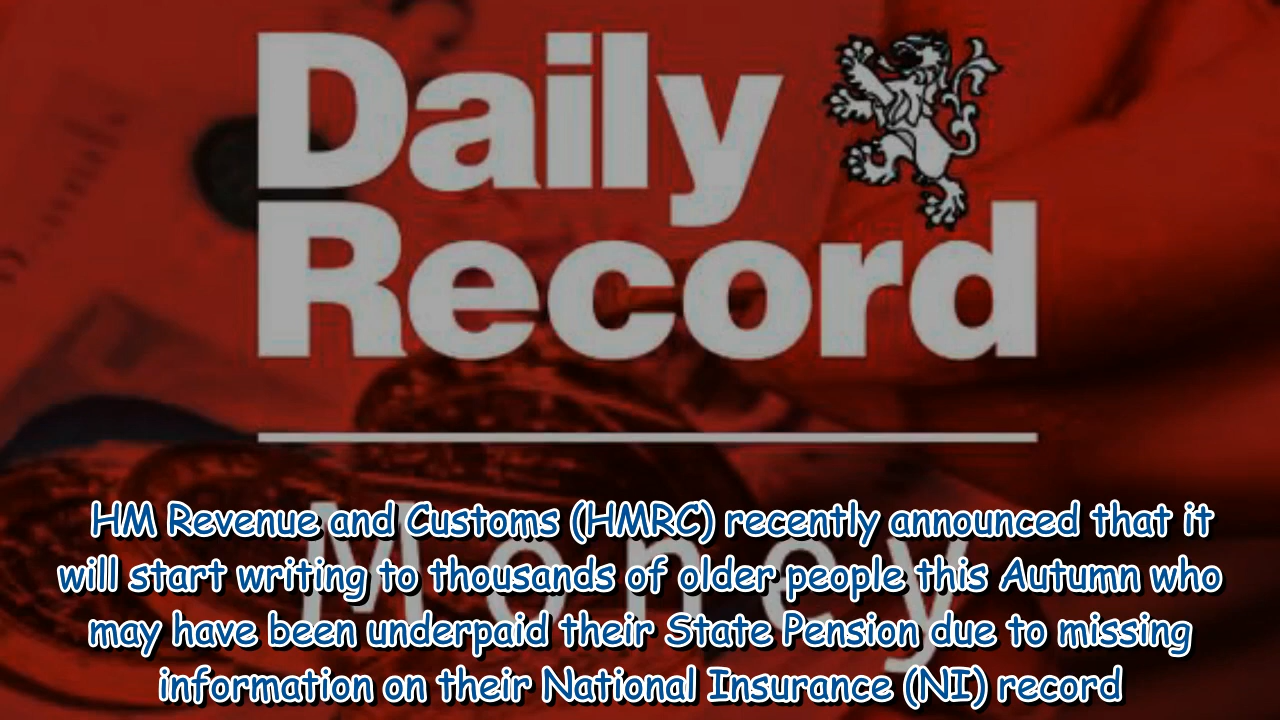 Daily
Record
Money
HM Revenue and Customs (HMRC) recently announced that it
will start writing to thousands of older people this Autumn who
may have been underpaid their State Pension due to missing
information on their National Insurance (NI) record